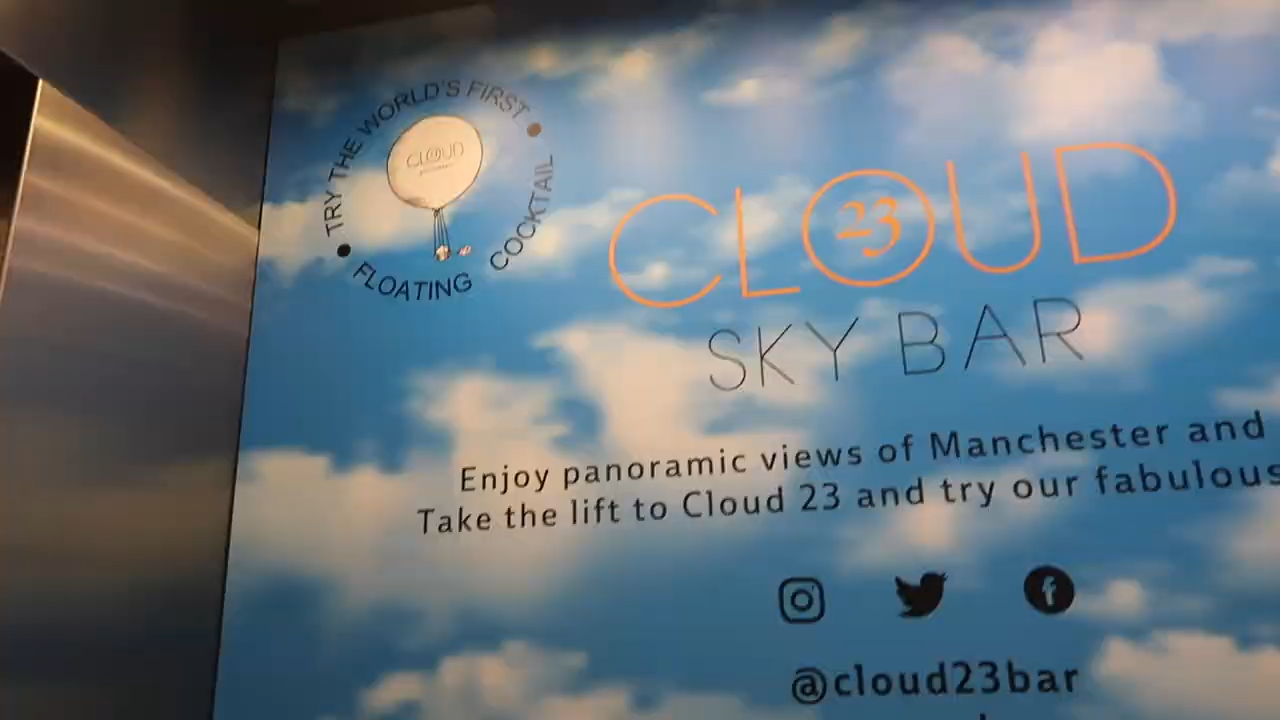 TRY THE WORLD'S FIRST
FLOATING COCKTAIL
CLOUD
CLOUD
23
SKY BAR
Enjoy panoramic views of Manchester and
Take the lift to Cloud 23 and try our fabulous
@cloud23bar